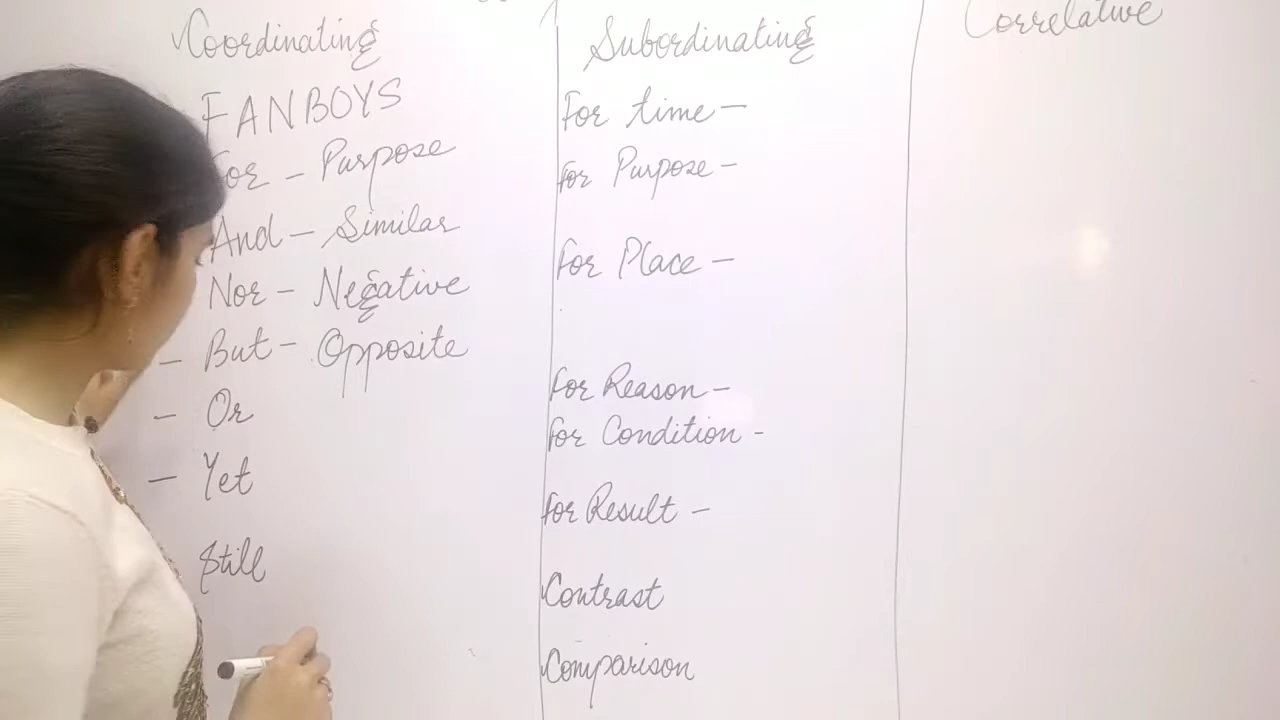 Coordinating
FANBOYS
For - Purpose
And - Similar
Nor - Negative
- But - Opposite
- Or
- Yet
Still
Subordinating
For time -
For Purpose -
For Place -
For Reason -
For Condition -
For Result -
Contrast
Comparison
Correlative